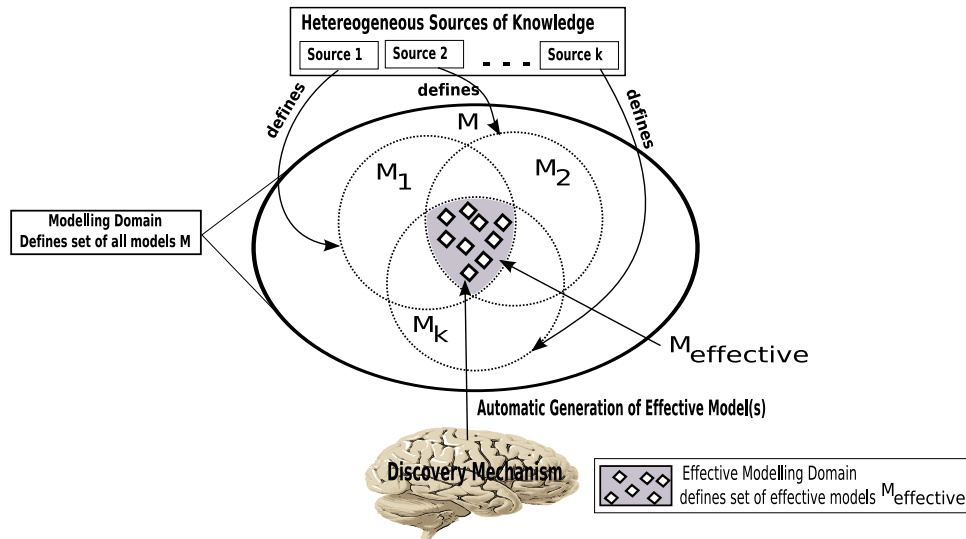 Hetereogeneous Sources of Knowledge
Source 1
Source 2
- - -
Source k
defines
defines
defines
M
M1
M2
Modelling Domain
Defines set of all models M
Mk
Meffective
Automatic Generation of Effective Model(s)
Discovery Mechanism
Effective Modelling Domain
defines set of effective models Meffective